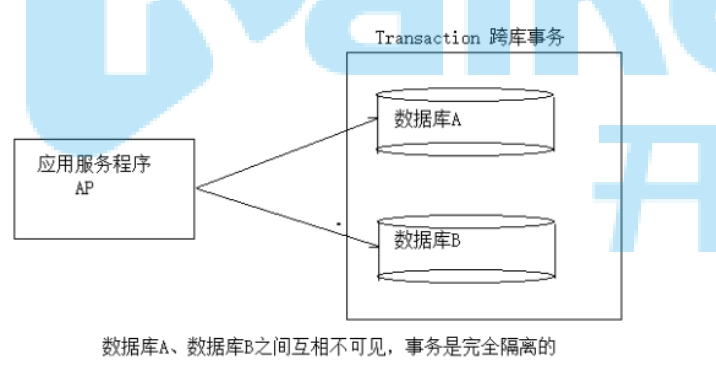 Transaction 跨库事务
数据库A
应用服务程序
AP
数据库B
数据库A、数据库B之间互相不可见，事务是完全隔离的